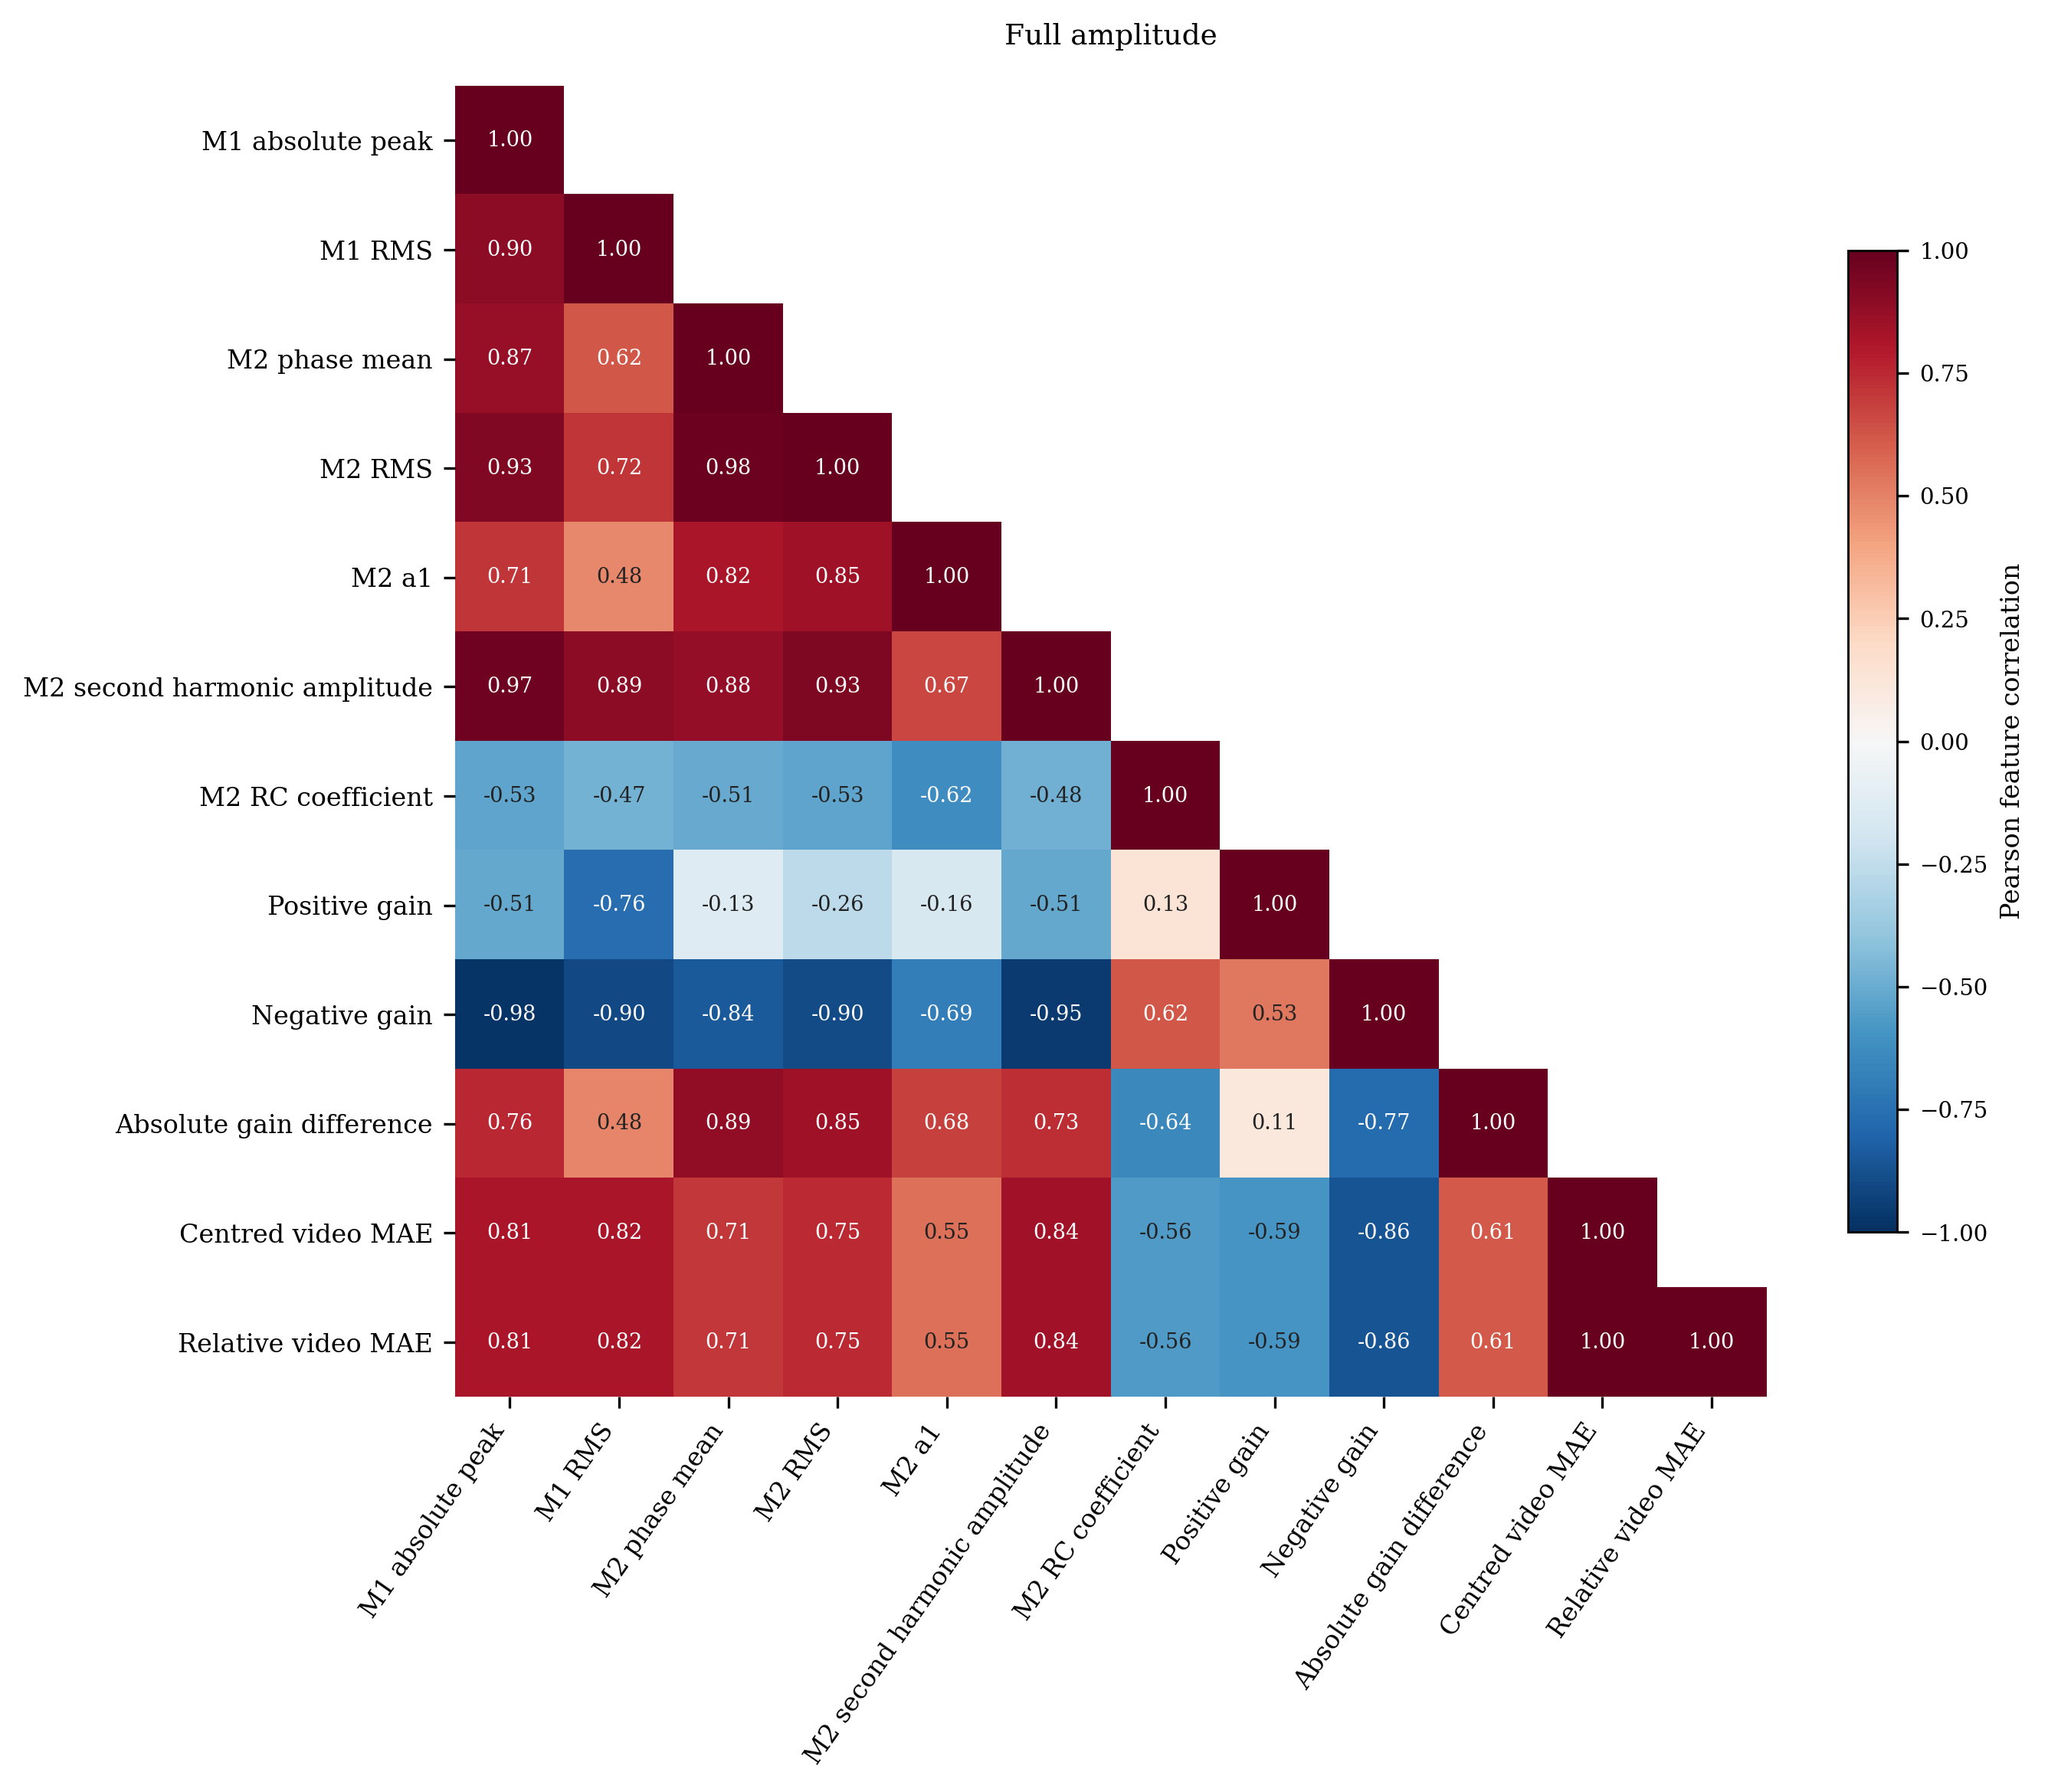 Full amplitude
M1 absolute peak 1.00
M1 RMS 0.90 1.00
M2 phase mean 0.87 0.62 1.00
M2 RMS 0.93 0.72 0.98 1.00
M2 a1 0.71 0.48 0.82 0.85 1.00
M2 second harmonic amplitude 0.97 0.89 0.88 0.93 0.67 1.00
M2 RC coefficient -0.53 -0.47 -0.51 -0.53 -0.62 -0.48 1.00
Positive gain -0.51 -0.76 -0.13 -0.26 -0.16 -0.51 0.13 1.00
Negative gain -0.98 -0.90 -0.84 -0.90 -0.69 -0.95 0.62 0.53 1.00
Absolute gain difference 0.76 0.48 0.89 0.85 0.68 0.73 -0.64 0.11 -0.77 1.00
Centred video MAE 0.81 0.82 0.71 0.75 0.55 0.84 -0.56 -0.59 -0.86 0.61 1.00
Relative video MAE 0.81 0.82 0.71 0.75 0.55 0.84 -0.56 -0.59 -0.86 0.61 1.00 1.00
M1 absolute peak
M1 RMS
M2 phase mean
M2 RMS
M2 a1
M2 second harmonic amplitude
M2 RC coefficient
Positive gain
Negative gain
Absolute gain difference
Centred video MAE
Relative video MAE
1.00
0.75
0.50
0.25
0.00
−0.25
−0.50
−0.75
−1.00
Pearson feature correlation